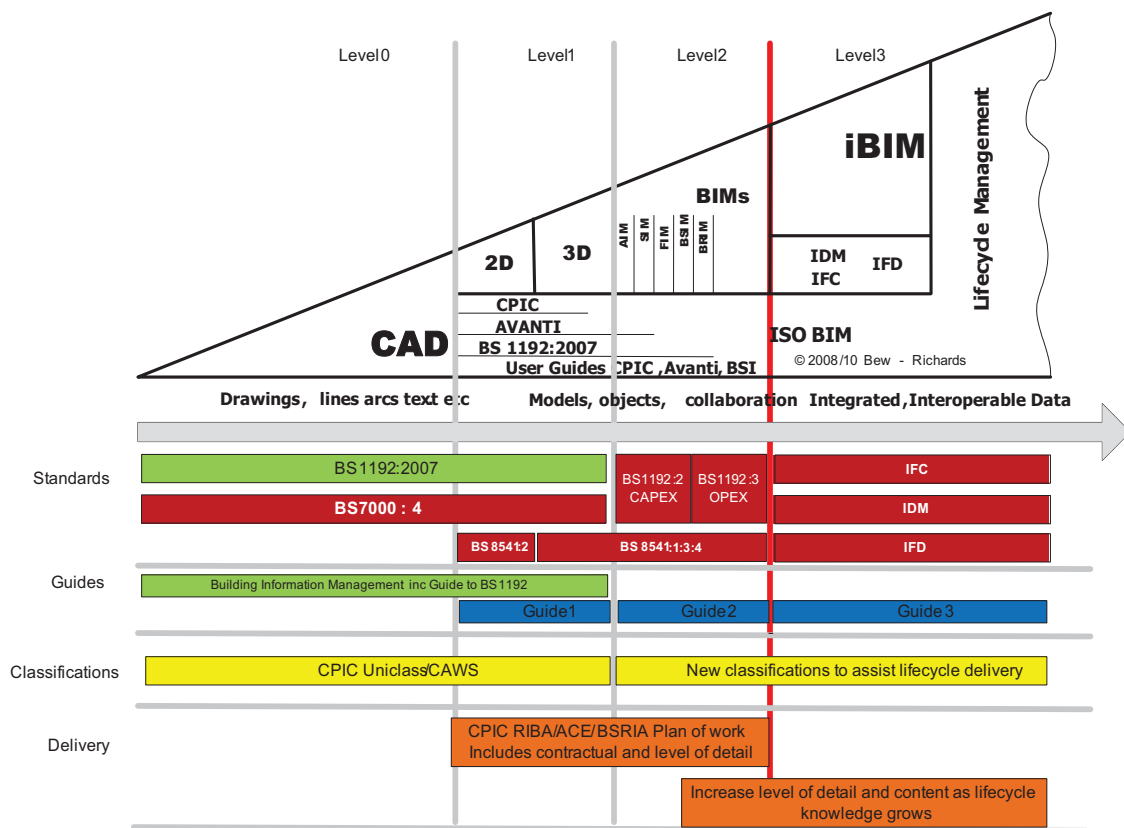 Level0
Level1
Level2
Level3
iBIM
Lifecycle Management
BIMs
AIM
SIM
FIM
BSIM
BRIM
2D
3D
IDM
IFD
IFC
CPIC
AVANTI
CAD
BS 1192:2007
ISO BIM
User Guides CPIC ,Avanti, BSI
© 2008/10 Bew - Richards
Drawings, lines arcs text etc
Models, objects, collaboration
Integrated, Interoperable Data
Standards
BS1192:2007
BS1192:2
CAPEX
BS1192:3
OPEX
IFC
BS7000 : 4
IDM
BS 8541:2
BS 8541:1:3:4
IFD
Guides
Building Information Management inc Guide to BS1192
Guide1
Guide2
Guide3
Classifications
CPIC Uniclass/CAWS
New classifications to assist lifecycle delivery
Delivery
CPIC RIBA/ACE/BSRIA Plan of work
Includes contractual and level of detail
Increase level of detail and content as lifecycle
knowledge grows